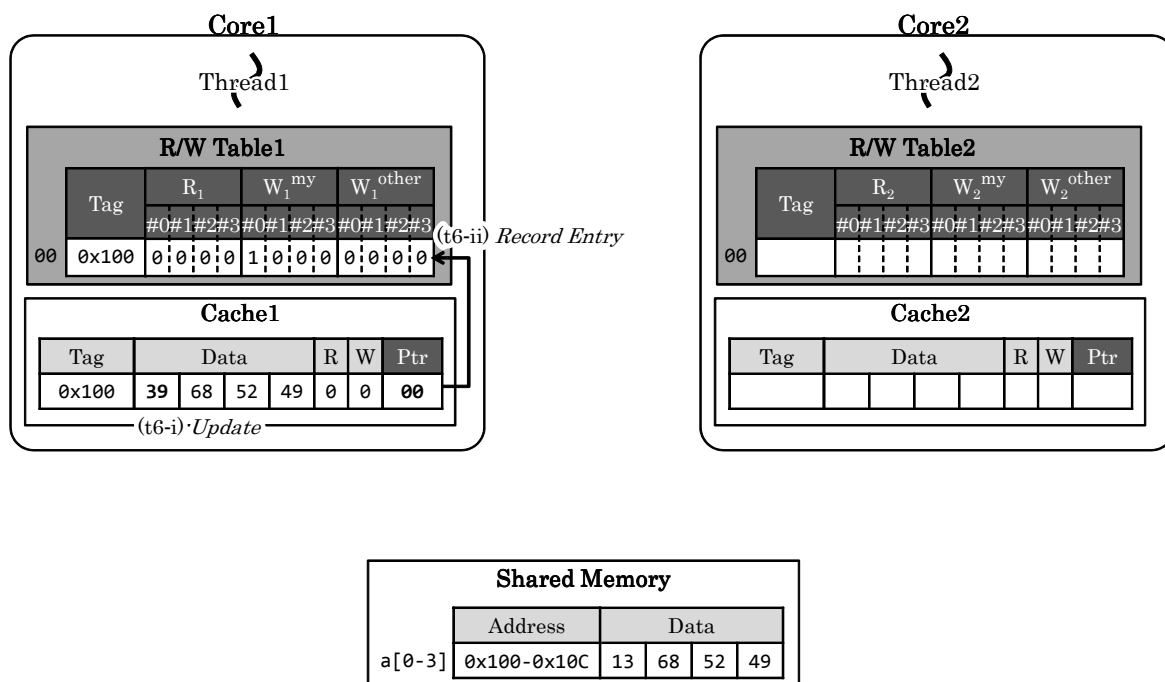 Core1
Thread1
R/W Table1
Tag R₁ W₁ᵐʸ W₁ᵒᵗʰᵉʳ
#0 #1 #2 #3 #0 #1 #2 #3 #0 #1 #2 #3
00 0x100 0 0 0 0 1 0 0 0 0 0 0 0
(t6-ii) Record Entry
Cache1
Tag Data R W Ptr
0x100 39 68 52 49 0 0 00
(t6-i)·Update
Core2
Thread2
R/W Table2
Tag R₂ W₂ᵐʸ W₂ᵒᵗʰᵉʳ
#0 #1 #2 #3 #0 #1 #2 #3 #0 #1 #2 #3
00
Cache2
Tag Data R W Ptr
Shared Memory
Address Data
a[0-3] 0x100-0x10C 13 68 52 49